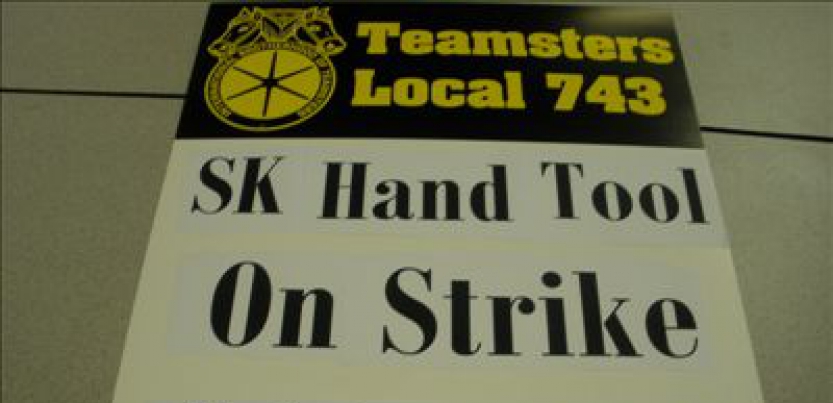 Teamsters
Local 743
SK Hand Tool
On Strike